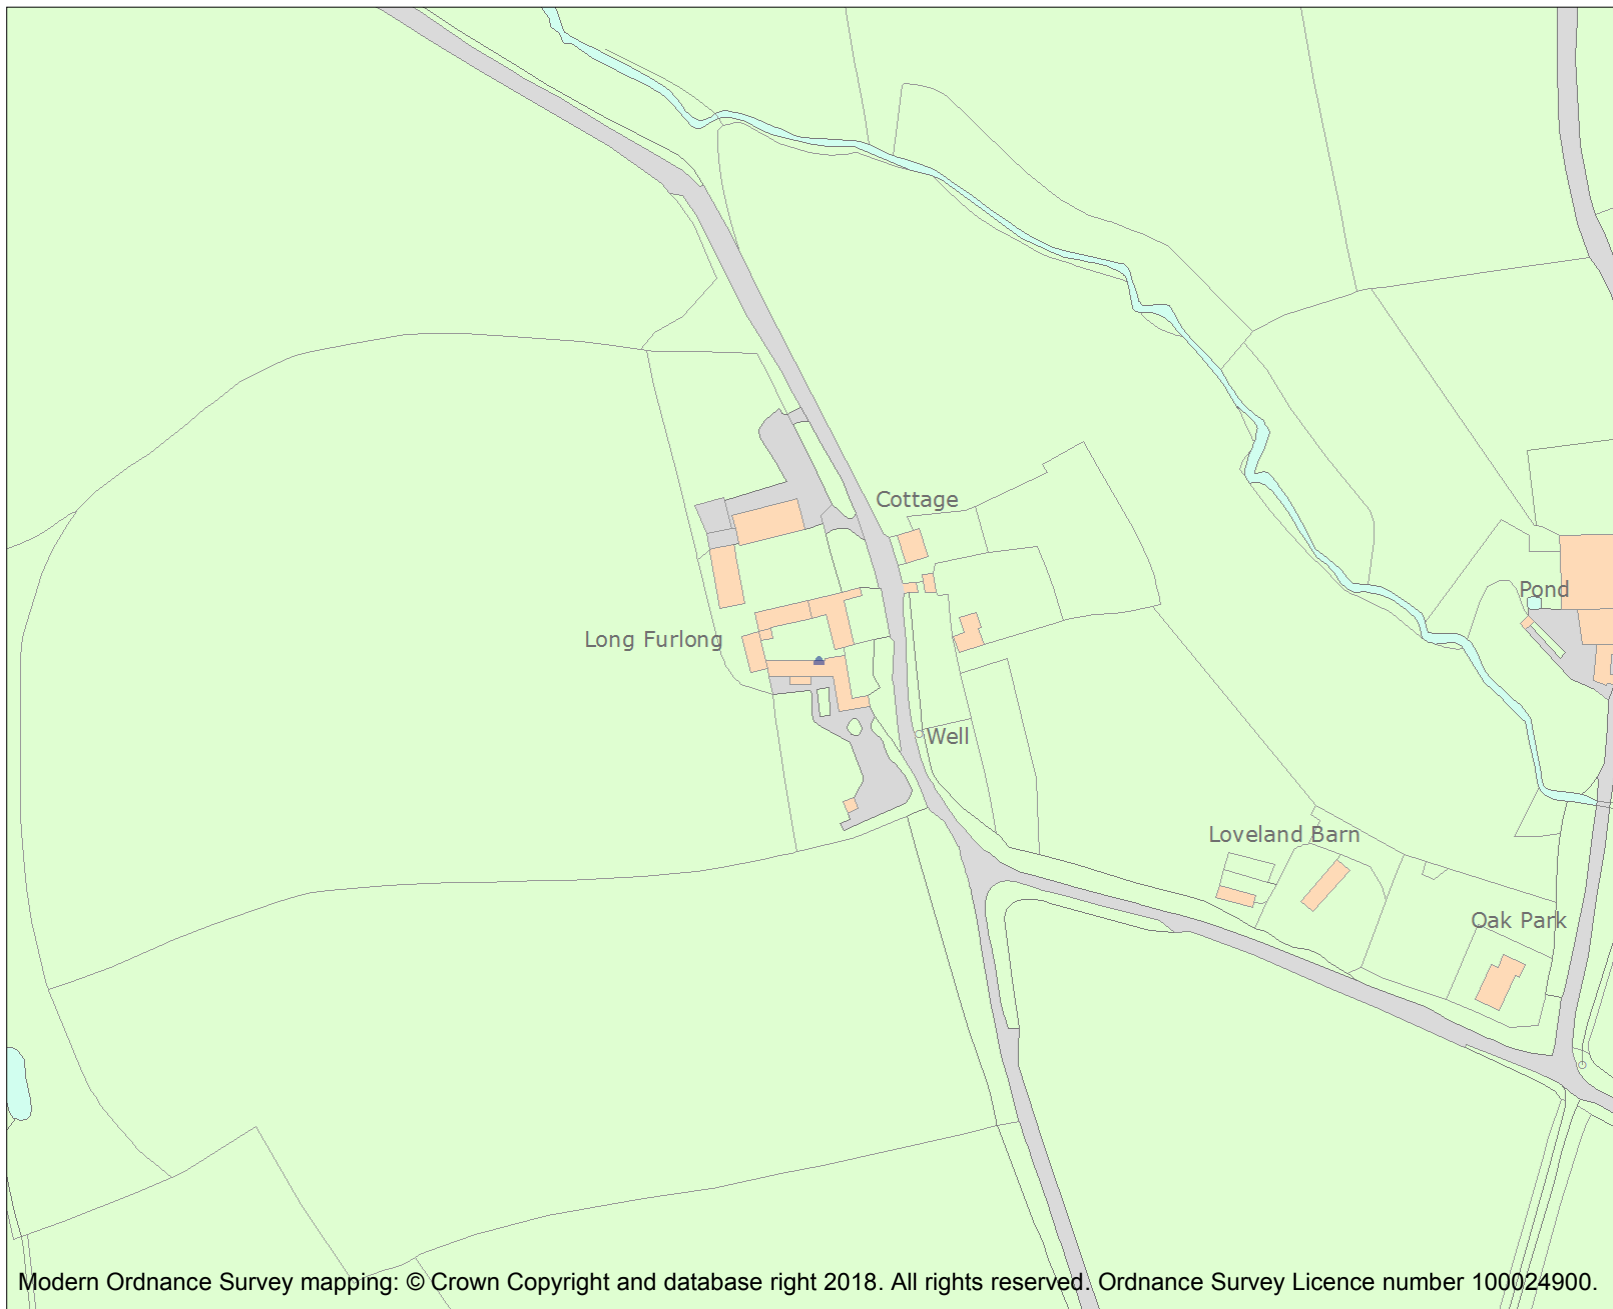 Cottage
Pond
Long Furlong
Well
Loveland Barn
Oak Park
Modern Ordnance Survey mapping: © Crown Copyright and database right 2018. All rights reserved. Ordnance Survey Licence number 100024900.